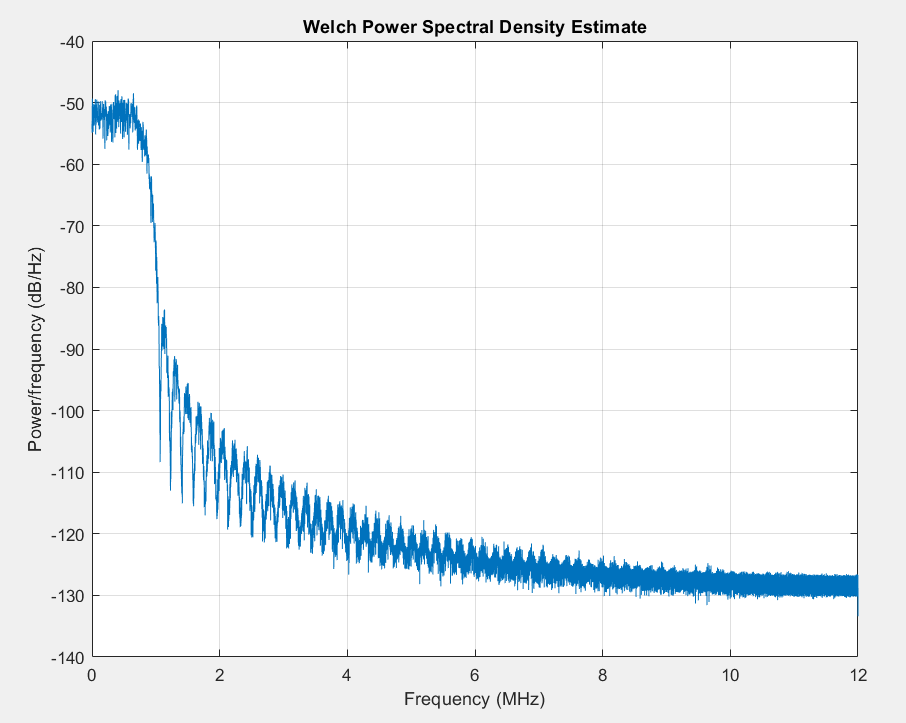 Welch Power Spectral Density Estimate
-40
-50
-60
-70
-80
-90
-100
-110
-120
-130
-140
Power/frequency (dB/Hz)
0 2 4 6 8 10 12
Frequency (MHz)